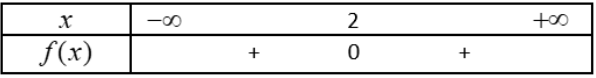 x −∞ 2 +∞
f(x) + 0 +